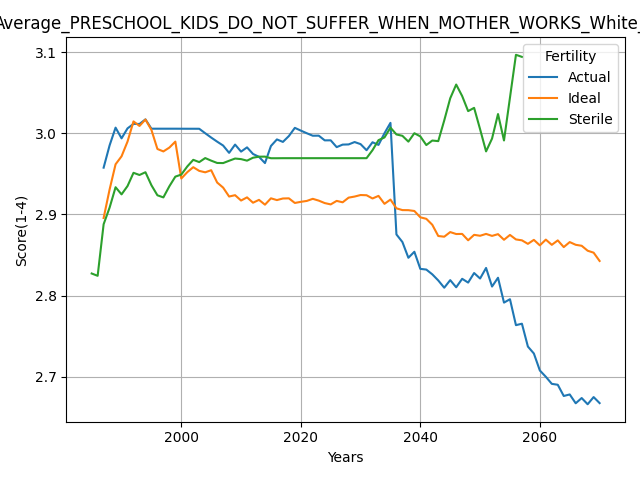 Average_PRESCHOOL_KIDS_DO_NOT_SUFFER_WHEN_MOTHER_WORKS_White_
3.1
3.0
2.9
2.8
2.7
Score(1-4)
Fertility
Actual
Ideal
Sterile
2000
2020
2040
2060
Years